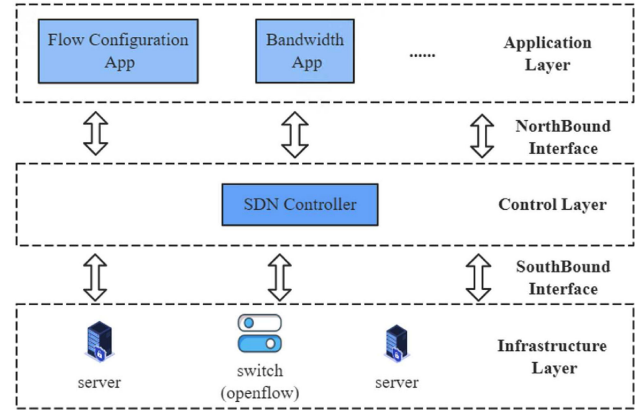 Flow Configuration
App
Bandwidth
App
......
Application
Layer
NorthBound
Interface
SDN Controller
Control Layer
SouthBound
Interface
server
switch
(openflow)
server
Infrastructure
Layer